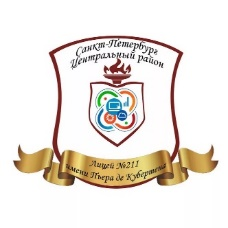 Санкт-Петербург
Центральный район
Лицей №211
имени Пьера де Кубертена